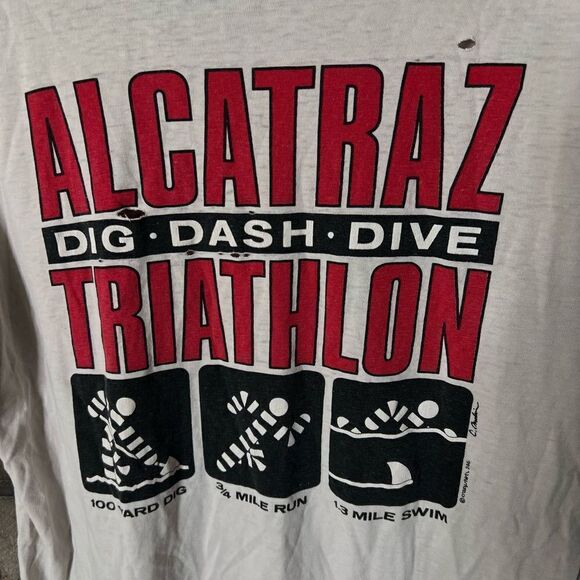 ALCATRAZ
DIG · DASH · DIVE
TRIATHLON
100 YARD DIG
3/4 MILE RUN
1.3 MILE SWIM